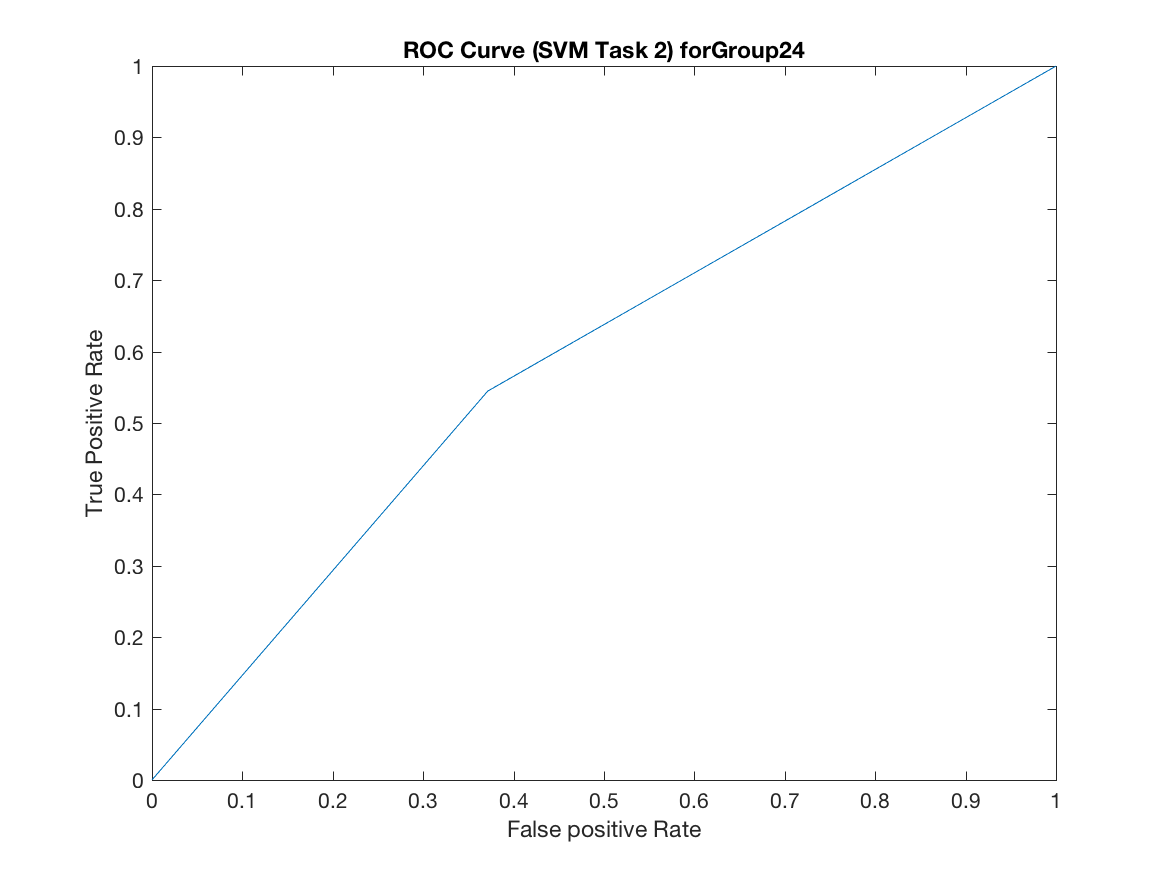 ROC Curve (SVM Task 2) forGroup24
1
0.9
0.8
0.7
0.6
0.5
0.4
0.3
0.2
0.1
0
True Positive Rate
0 0.1 0.2 0.3 0.4 0.5 0.6 0.7 0.8 0.9 1
False positive Rate